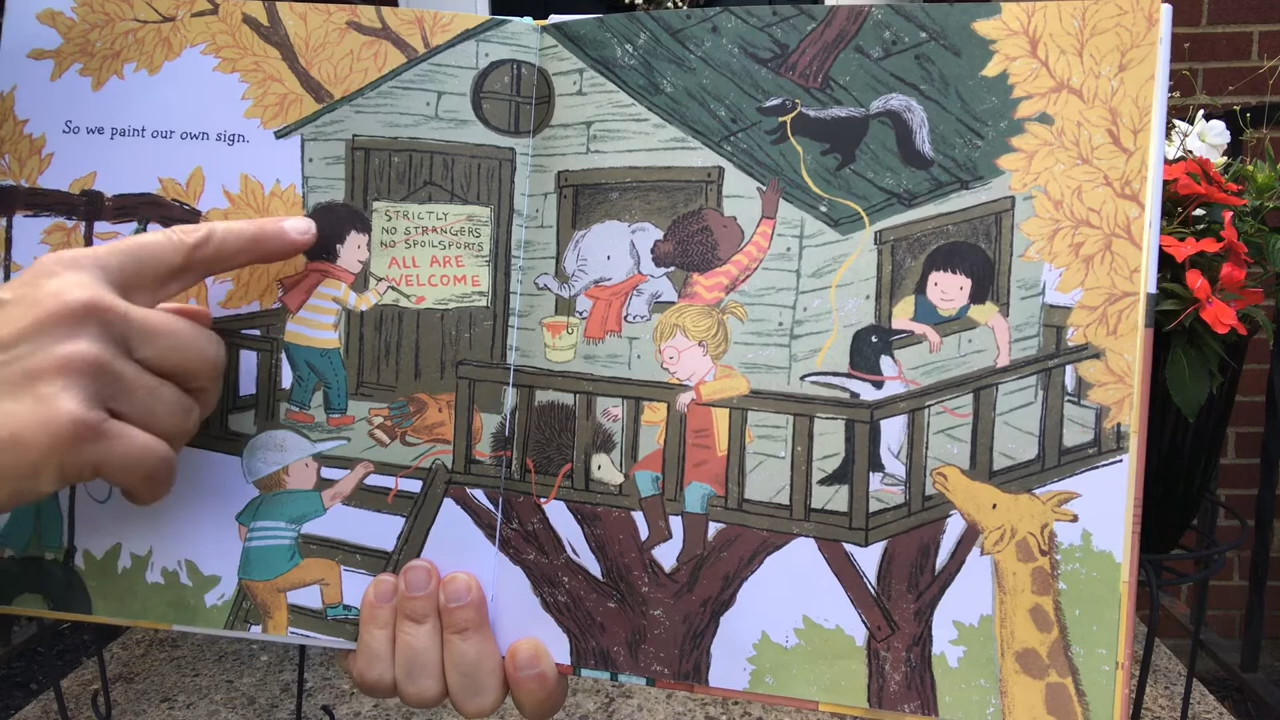 So we paint our own sign.
STRICTLY
NO STRANGERS
NO SPOILSPORTS
ALL ARE
WELCOME